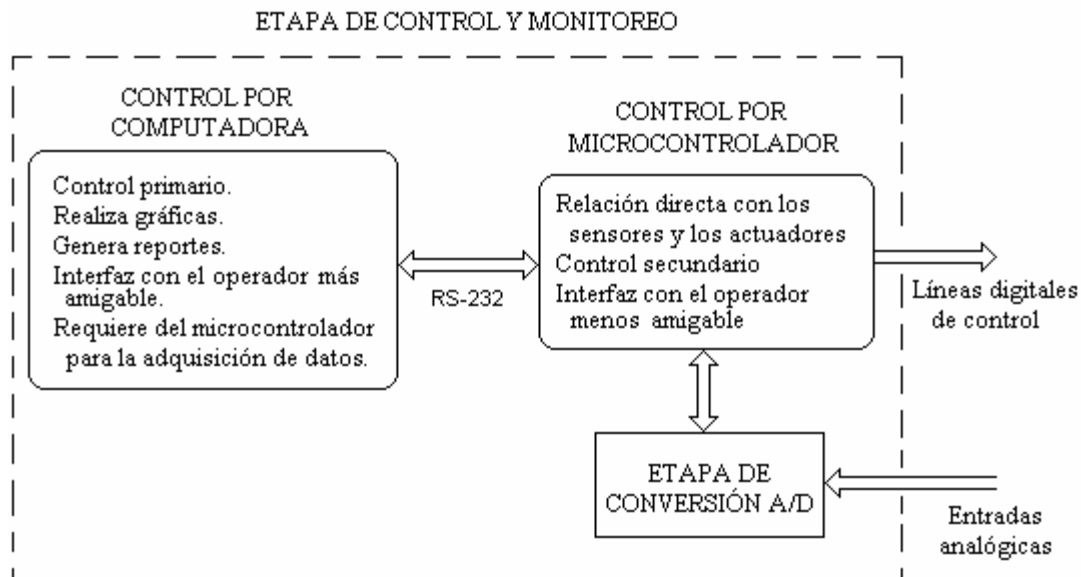 ETAPA DE CONTROL Y MONITOREO
CONTROL POR
COMPUTADORA
Control primario.
Realiza gráficas.
Genera reportes.
Interfaz con el operador más
amigable.
Requiere del microcontrolador
para la adquisición de datos.
RS-232
CONTROL POR
MICROCONTROLADOR
Relación directa con los
sensores y los actuadores
Control secundario
Interfaz con el operador
menos amigable
Líneas digitales
de control
ETAPA DE
CONVERSIÓN A/D
Entradas
analógicas